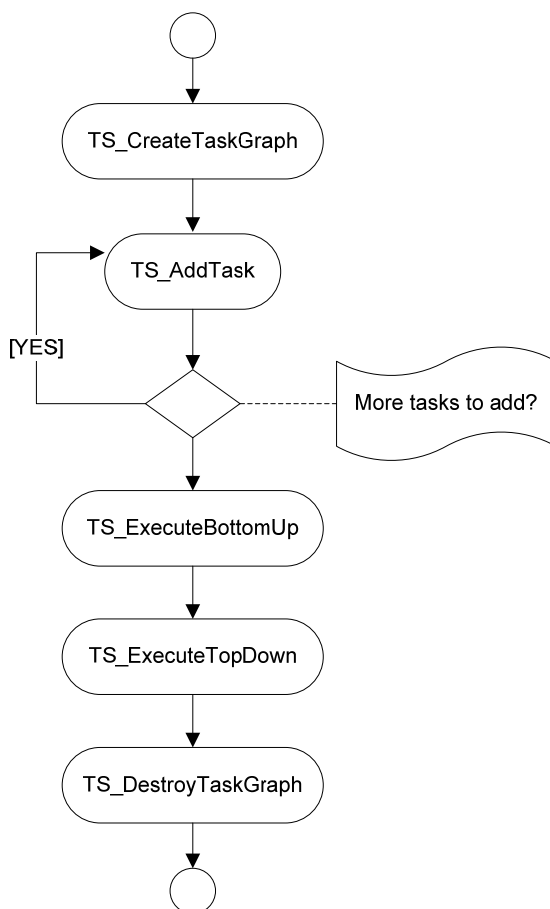 TS_CreateTaskGraph
TS_AddTask
[YES]
More tasks to add?
TS_ExecuteBottomUp
TS_ExecuteTopDown
TS_DestroyTaskGraph